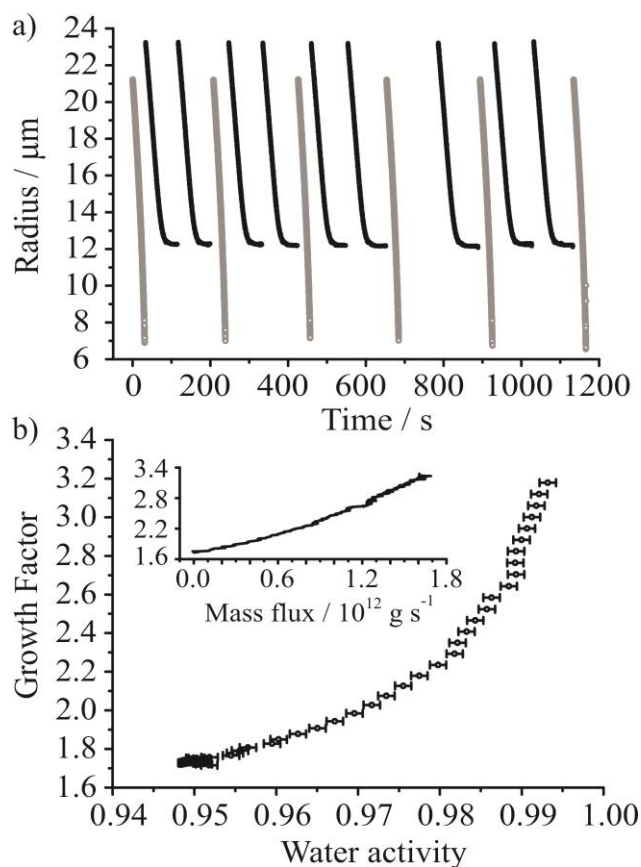 a)
24
22
20
18
16
14
12
10
8
6
Radius / μm
0 200 400 600 800 1000 1200
Time / s
b)
3.4
3.2
3.0
2.8
2.6
2.4
2.2
2.0
1.8
1.6
Growth Factor
3.4
2.8
2.2
1.6
0.0 0.6 1.2 1.8
Mass flux / 10¹² g s⁻¹
0.94 0.95 0.96 0.97 0.98 0.99 1.00
Water activity